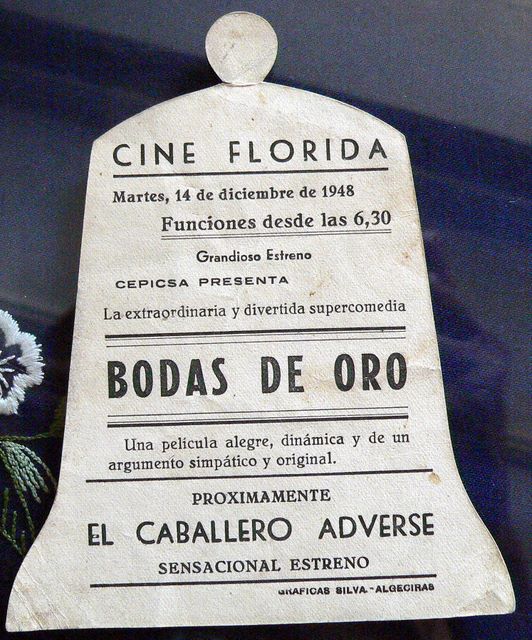 CINE FLORIDA
Martes, 14 de diciembre de 1948
Funciones desde las 6,30
Grandioso Estreno
CEPICSA PRESENTA
La extraordinaria y divertida supercomedia
BODAS DE ORO
Una película alegre, dinámica y de un
argumento simpático y original.
PROXIMAMENTE
EL CABALLERO ADVERSE
SENSACIONAL ESTRENO
GRAFICAS SILVA.-ALGECIRAS